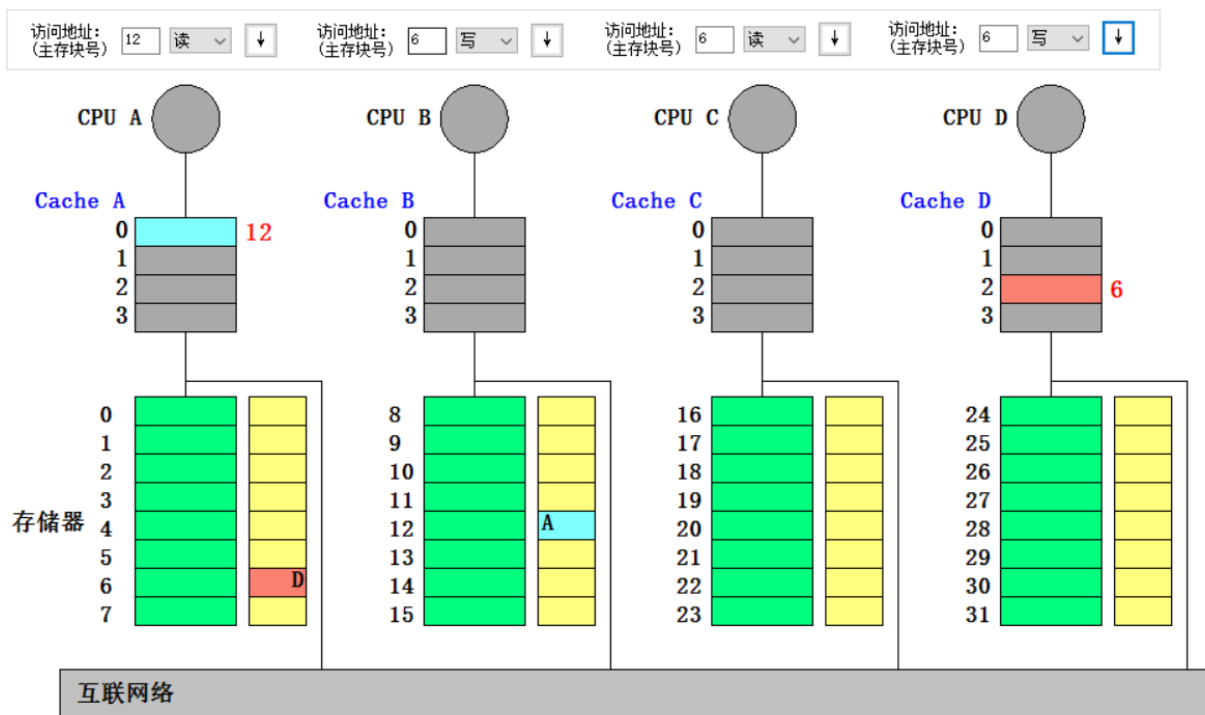 访问地址: 访问地址: 访问地址: 访问地址:
(主存块号) 12 读 ↓ (主存块号) 6 写 ↓ (主存块号) 6 读 ↓ (主存块号) 6 写 ↓
CPU A CPU B CPU C CPU D
Cache A Cache B Cache C Cache D
0 12 0 0 0
1 1 1 1
2 2 2 2 6
3 3 3 3
0 8 16 24
1 9 17 25
2 10 18 26
3 11 19 27
存储器 4 12 A 20 28
5 13 21 29
6 D 14 22 30
7 15 23 31
互联网络